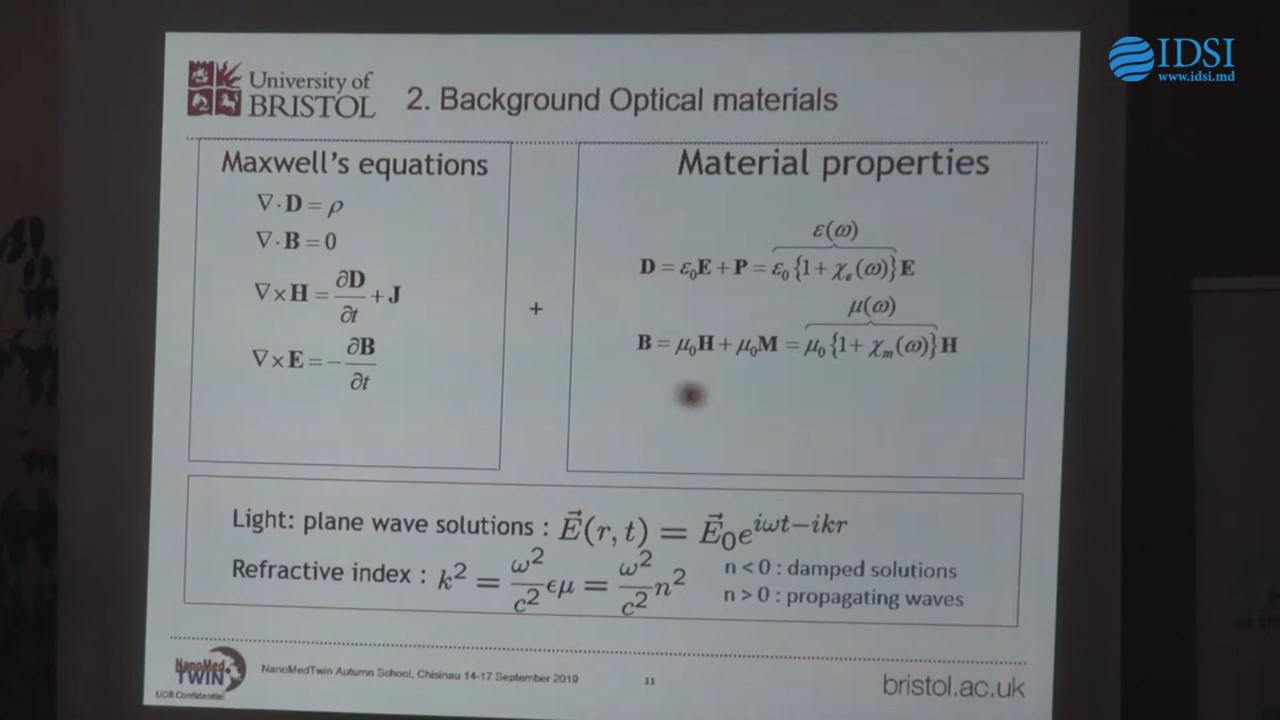 IDSI
www.idsi.md
University of
BRISTOL
2. Background Optical materials
Maxwell's equations
∇·D = ρ
∇·B = 0
∇×H = ∂D/∂t + J
∇×E = −∂B/∂t
+
Material properties
ε(ω)
D = ε₀E + P = ε₀{1+ χₑ(ω)}E
μ(ω)
B = μ₀H + μ₀M = μ₀{1+ χₘ(ω)}H
Light: plane wave solutions : E⃗(r, t) = E⃗₀e^{iwt−ikr}
Refractive index : k² = ω²/c² ϵμ = ω²/c² n²
n < 0 : damped solutions
n > 0 : propagating waves
NanoMed
TWIN
UOB Confidential
NanoMedTwin Autumn School, Chisinau 14-17 September 2019
11
bristol.ac.uk